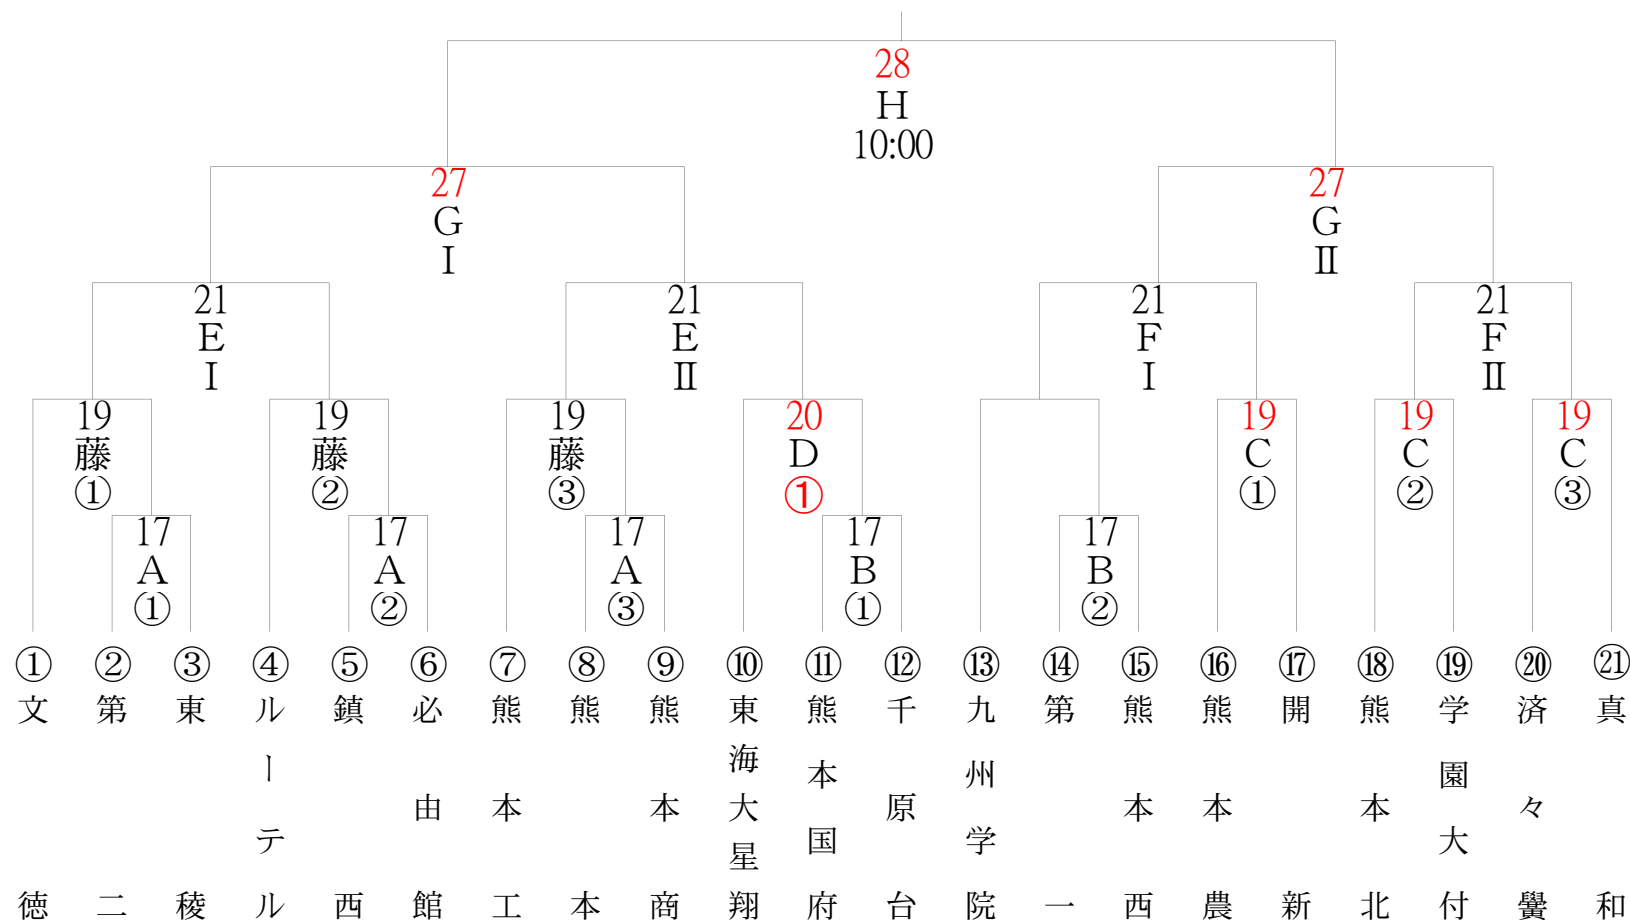 28
H
10:00
27
G
Ⅰ
27
G
Ⅱ
21
E
Ⅰ
21
E
Ⅱ
21
F
Ⅰ
21
F
Ⅱ
19
藤
①
19
藤
②
19
藤
③
20
D
①
19
C
①
19
C
②
19
C
③
17
A
①
17
A
②
17
A
③
17
B
①
17
B
②
①文徳
②第二
③東稜
④ルーテル
⑤鎮西
⑥必由館
⑦熊本工
⑧熊本
⑨熊本商
⑩東海大星翔
⑪熊本国府
⑫千原台
⑬九州学院
⑭第一
⑮熊本西
⑯熊本農
⑰開新
⑱熊本北
⑲学園大付
⑳済々黌
㉑真和